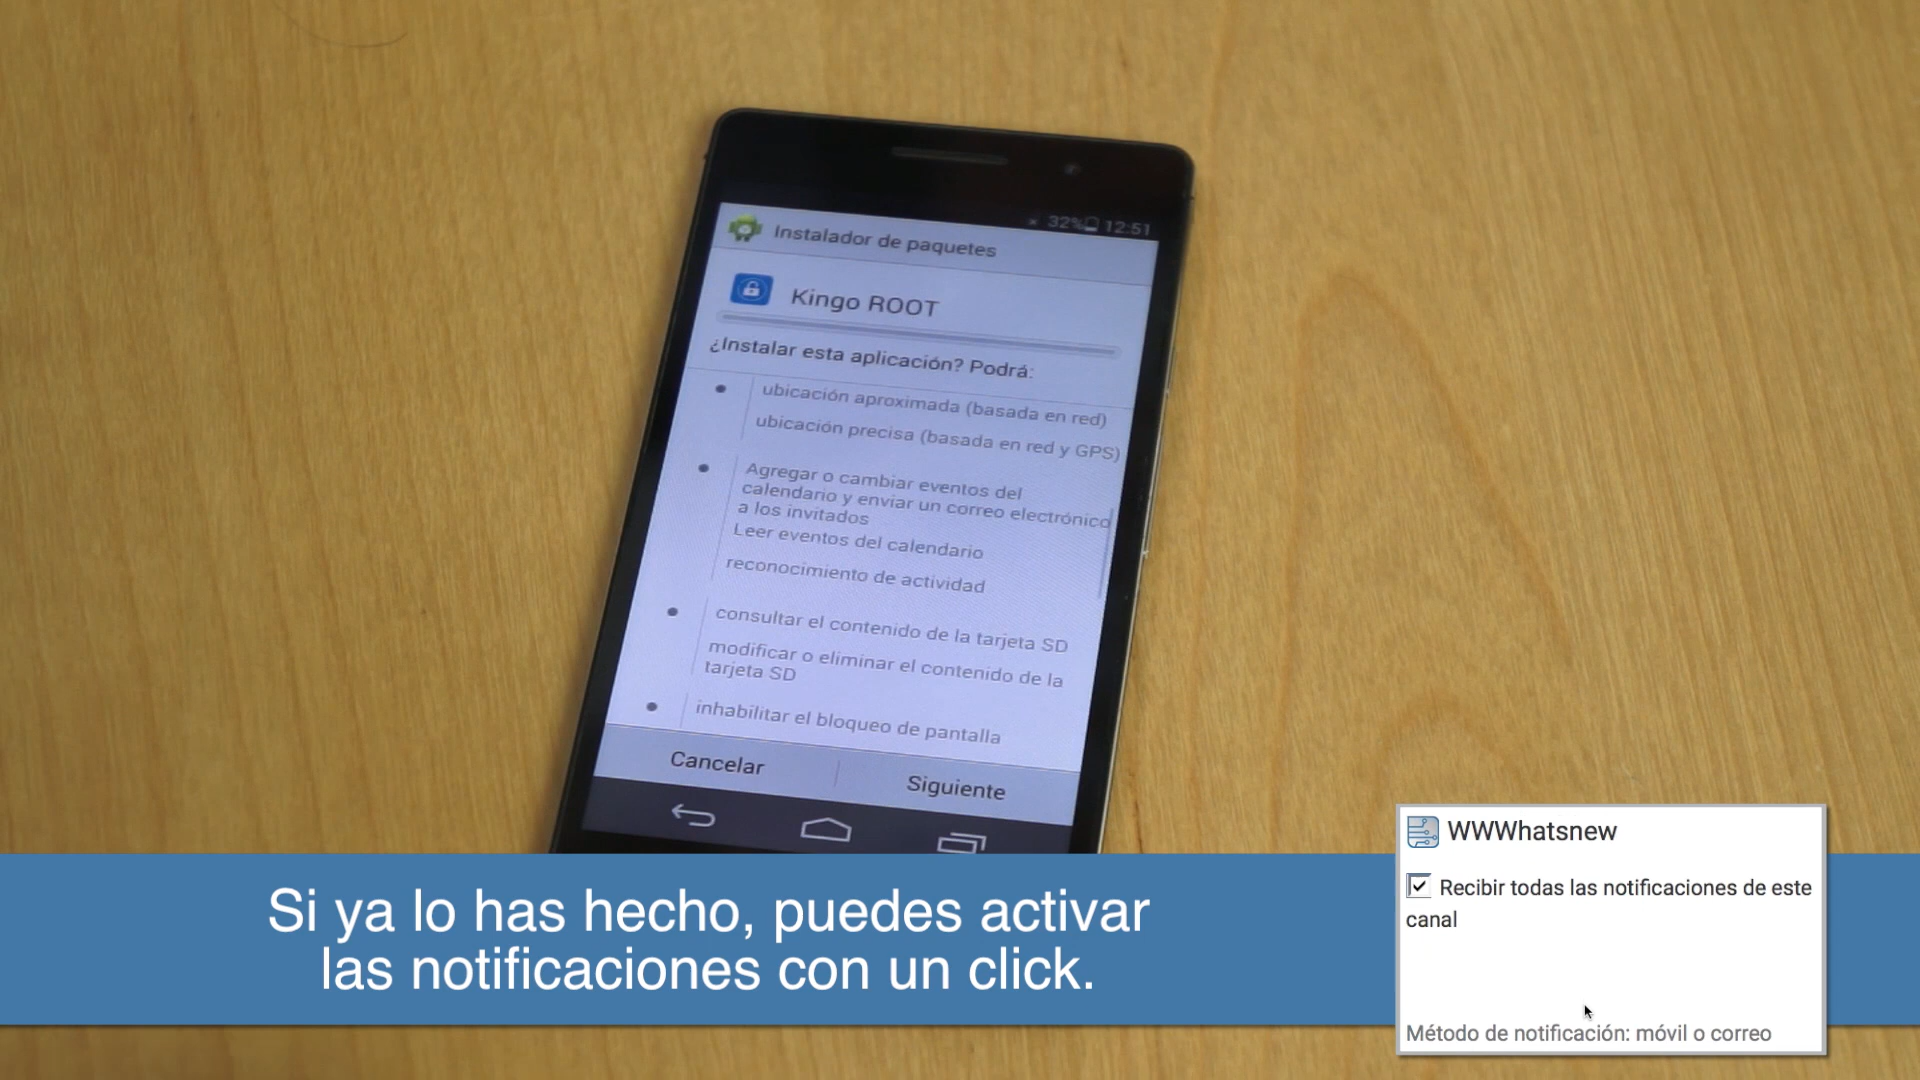 32% 12:51
Instalador de paquetes
Kingo ROOT
¿Instalar esta aplicación? Podrá:
ubicación aproximada (basada en red)
ubicación precisa (basada en red y GPS)
Agregar o cambiar eventos del
calendario y enviar un correo electrónico
a los invitados
Leer eventos del calendario
reconocimiento de actividad
consultar el contenido de la tarjeta SD
modificar o eliminar el contenido de la
tarjeta SD
inhabilitar el bloqueo de pantalla
Cancelar
Siguiente
Si ya lo has hecho, puedes activar
las notificaciones con un click.
WWWhatsnew
Recibir todas las notificaciones de este
canal
Método de notificación: móvil o correo